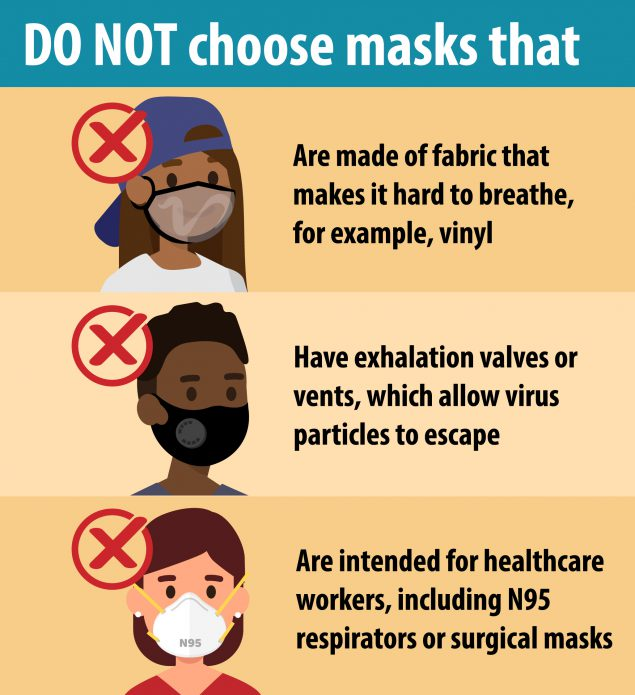 DO NOT choose masks that
Are made of fabric that
makes it hard to breathe,
for example, vinyl
Have exhalation valves or
vents, which allow virus
particles to escape
Are intended for healthcare
workers, including N95
respirators or surgical masks
N95